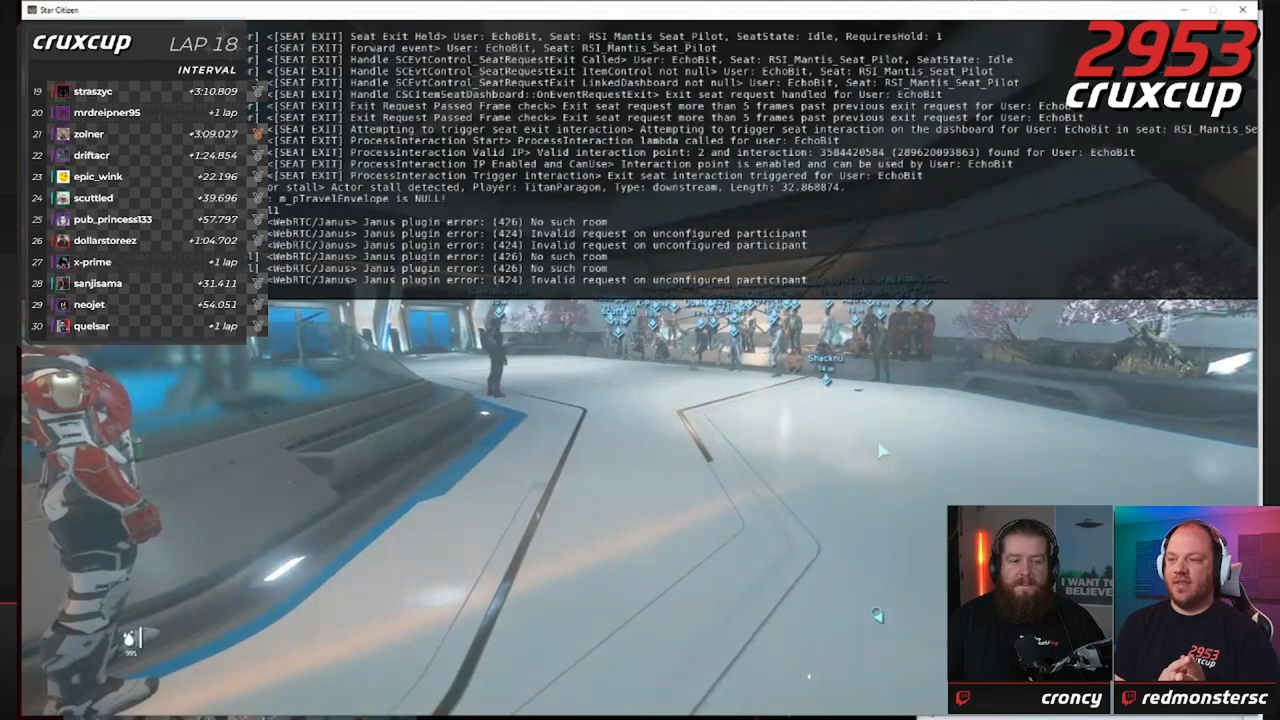 Star Citizen
cruxcup LAP 18
INTERVAL
19 straszyc +3:10.809
20 mrdreipner95 +1 lap
21 zolner +3:09.027
22 driftacr +1:24.854
23 epic_wink +22.196
24 scuttled +39.696
25 pub_princess133 +57.797
26 dollarstoreez +1:04.702
27 x-prime +1 lap
28 sanjisama +31.411
29 neojet +54.051
30 quelsar +1 lap
r] <[SEAT EXIT] Seat Exit Held> User: EchoBit, Seat: RSI_Mantis_Seat_Pilot, SeatState: Idle, RequiresHold: 1
r] <[SEAT EXIT] Forward event> User: EchoBit, Seat: RSI_Mantis_Seat_Pilot
<[SEAT EXIT] Handle SCEvtControl_SeatRequestExit Called> User: EchoBit, Seat: RSI_Mantis_Seat_Pilot, SeatState: Idle
<[SEAT EXIT] Handle SCEvtControl_SeatRequestExit ItemControl not null> User: EchoBit, Seat: RSI_Mantis_Seat_Pilot
<[SEAT EXIT] Handle SCEvtControl_SeatRequestExit LinkedDashboard not null> User: EchoBit, Seat: RSI_Mantis_Seat_Pilot
<[SEAT EXIT] Handle CSCItemSeatDashboard::OnEventRequestExit> Exit seat request handled for User: EchoBit
<[SEAT EXIT] Exit Request Passed Frame check> Exit seat request more than 5 frames past previous exit request for User: EchoBit
<[SEAT EXIT] Exit Request Passed Frame check> Exit seat request more than 5 frames past previous exit request for User: EchoBit
<[SEAT EXIT] Attempting to trigger seat exit interaction> Attempting to trigger seat interaction on the dashboard for User: EchoBit in seat: RSI_Mantis_Se
<[SEAT EXIT] ProcessInteraction Start> ProcessInteraction lambda called for user: EchoBit
<[SEAT EXIT] ProcessInteraction Valid IP> Valid interaction point: 2 and interaction: 3584420584 (289620093863) found for User: EchoBit
<[SEAT EXIT] ProcessInteraction IP Enabled and CanUse> Interaction point is enabled and can be used by User: EchoBit
<[SEAT EXIT] ProcessInteraction Trigger interaction> Exit seat interaction triggered for User: EchoBit
or stall> Actor stall detected, Player: TitanParagon, Type: downstream, Length: 32.868874.
: m_pTravelEnvelope is NULL!
l1
<WebRTC/Janus> Janus plugin error: (426) No such room
<WebRTC/Janus> Janus plugin error: (424) Invalid request on unconfigured participant
<WebRTC/Janus> Janus plugin error: (424) Invalid request on unconfigured participant
<WebRTC/Janus> Janus plugin error: (426) No such room
<WebRTC/Janus> Janus plugin error: (426) No such room
<WebRTC/Janus> Janus plugin error: (424) Invalid request on unconfigured participant
2953
cruxcup
Scuttled
Shacknu
14 m
99%
I WANT TO
BELIEVE
2953
cruxcup
croncy
redmonstersc